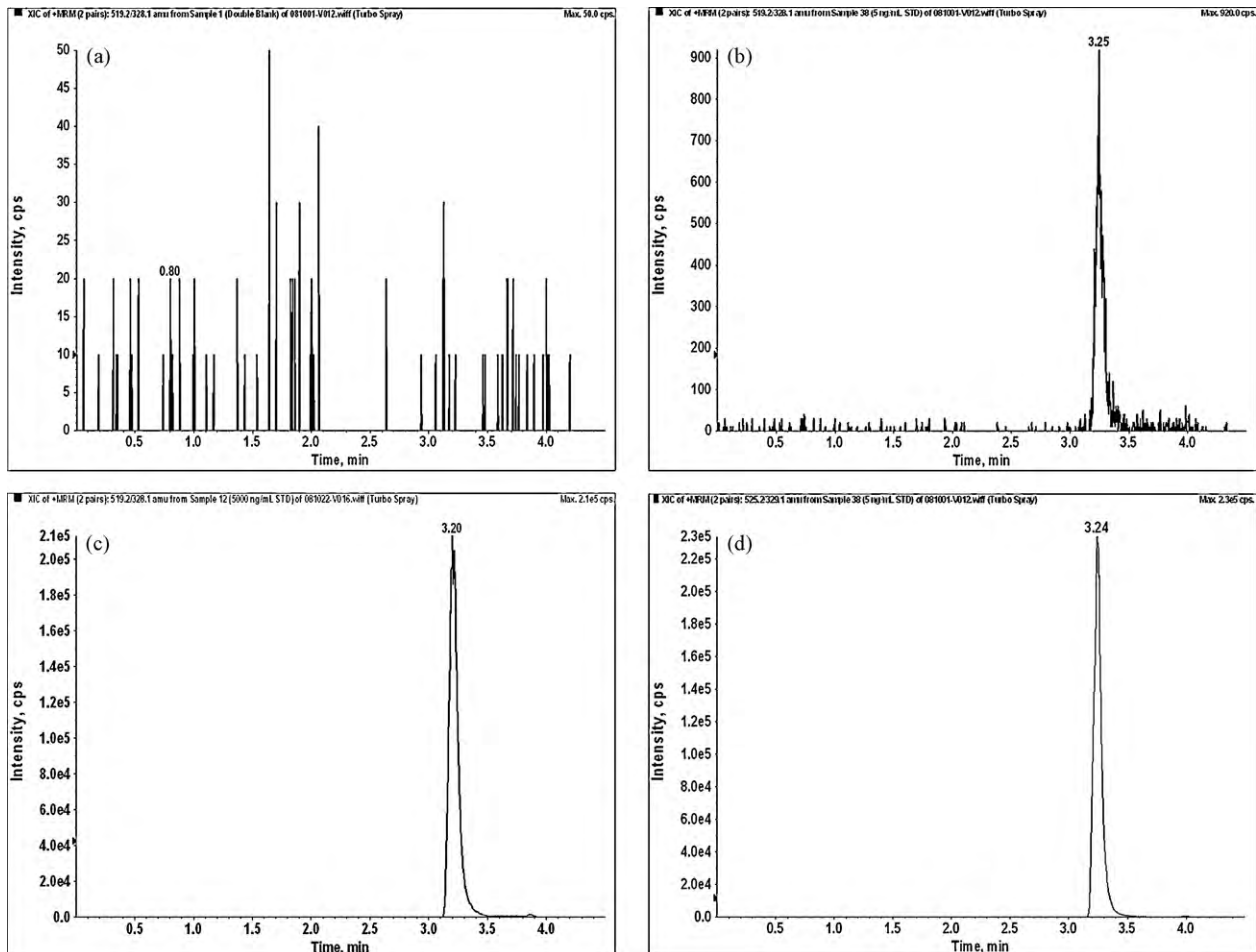 XIC of +MRM (2 pairs): 519.2/328.1 amu from Sample 1 (Double Blank) of 081001-V012.wiff (Turbo Spray) Max. 50.0 cps.
(a)
50
45
40
35
30
25
20
15
10
5
0
0.80
Intensity, cps
0.5 1.0 1.5 2.0 2.5 3.0 3.5 4.0
Time, min
XIC of +MRM (2 pairs): 519.2/328.1 amu from Sample 38 (5 ng/mL STD) of 081001-V012.wiff (Turbo Spray) Max. 920.0 cps.
(b)
3.25
900
800
700
600
500
400
300
200
100
0
Intensity, cps
0.5 1.0 1.5 2.0 2.5 3.0 3.5 4.0
Time, min
XIC of +MRM (2 pairs): 519.2/328.1 amu from Sample 12 (5000 ng/mL STD) of 081022-V016.wiff (Turbo Spray) Max. 2.1e5 cps.
(c)
3.20
2.1e5
2.0e5
1.8e5
1.6e5
1.4e5
1.2e5
1.0e5
8.0e4
6.0e4
4.0e4
2.0e4
0.0
Intensity, cps
0.5 1.0 1.5 2.0 2.5 3.0 3.5 4.0
Time, min
XIC of +MRM (2 pairs): 525.2/329.1 amu from Sample 38 (5 ng/mL STD) of 081001-V012.wiff (Turbo Spray) Max. 2.3e5 cps.
(d)
3.24
2.3e5
2.2e5
2.0e5
1.8e5
1.6e5
1.4e5
1.2e5
1.0e5
8.0e4
6.0e4
4.0e4
2.0e4
0.0
Intensity, cps
0.5 1.0 1.5 2.0 2.5 3.0 3.5 4.0
Time, min